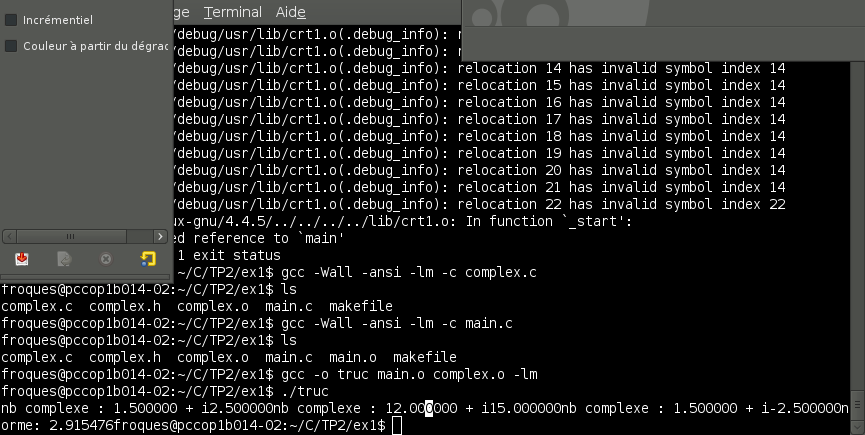 ge Terminal Aide
Incrémentiel
Couleur à partir du dégrad
/debug/usr/lib/crt1.o(.debug_info): r
/debug/usr/lib/crt1.o(.debug_info): r
/debug/usr/lib/crt1.o(.debug_info): relocation 14 has invalid symbol index 14
/debug/usr/lib/crt1.o(.debug_info): relocation 15 has invalid symbol index 14
/debug/usr/lib/crt1.o(.debug_info): relocation 16 has invalid symbol index 14
/debug/usr/lib/crt1.o(.debug_info): relocation 17 has invalid symbol index 14
/debug/usr/lib/crt1.o(.debug_info): relocation 18 has invalid symbol index 14
/debug/usr/lib/crt1.o(.debug_info): relocation 19 has invalid symbol index 14
/debug/usr/lib/crt1.o(.debug_info): relocation 20 has invalid symbol index 14
/debug/usr/lib/crt1.o(.debug_info): relocation 21 has invalid symbol index 14
/debug/usr/lib/crt1.o(.debug_info): relocation 22 has invalid symbol index 22
ux-gnu/4.4.5/../../../../lib/crt1.o: In function `_start':
ed reference to `main'
1 exit status
~/C/TP2/ex1$ gcc -Wall -ansi -lm -c complex.c
froques@pccop1b014-02:~/C/TP2/ex1$ ls
complex.c complex.h complex.o main.c makefile
froques@pccop1b014-02:~/C/TP2/ex1$ gcc -Wall -ansi -lm -c main.c
froques@pccop1b014-02:~/C/TP2/ex1$ ls
complex.c complex.h complex.o main.c main.o makefile
froques@pccop1b014-02:~/C/TP2/ex1$ gcc -o truc main.o complex.o -lm
froques@pccop1b014-02:~/C/TP2/ex1$ ./truc
nb complexe : 1.500000 + i2.500000nb complexe : 12.000000 + i15.000000nb complexe : 1.500000 + i-2.500000n
orme: 2.915476froques@pccop1b014-02:~/C/TP2/ex1$